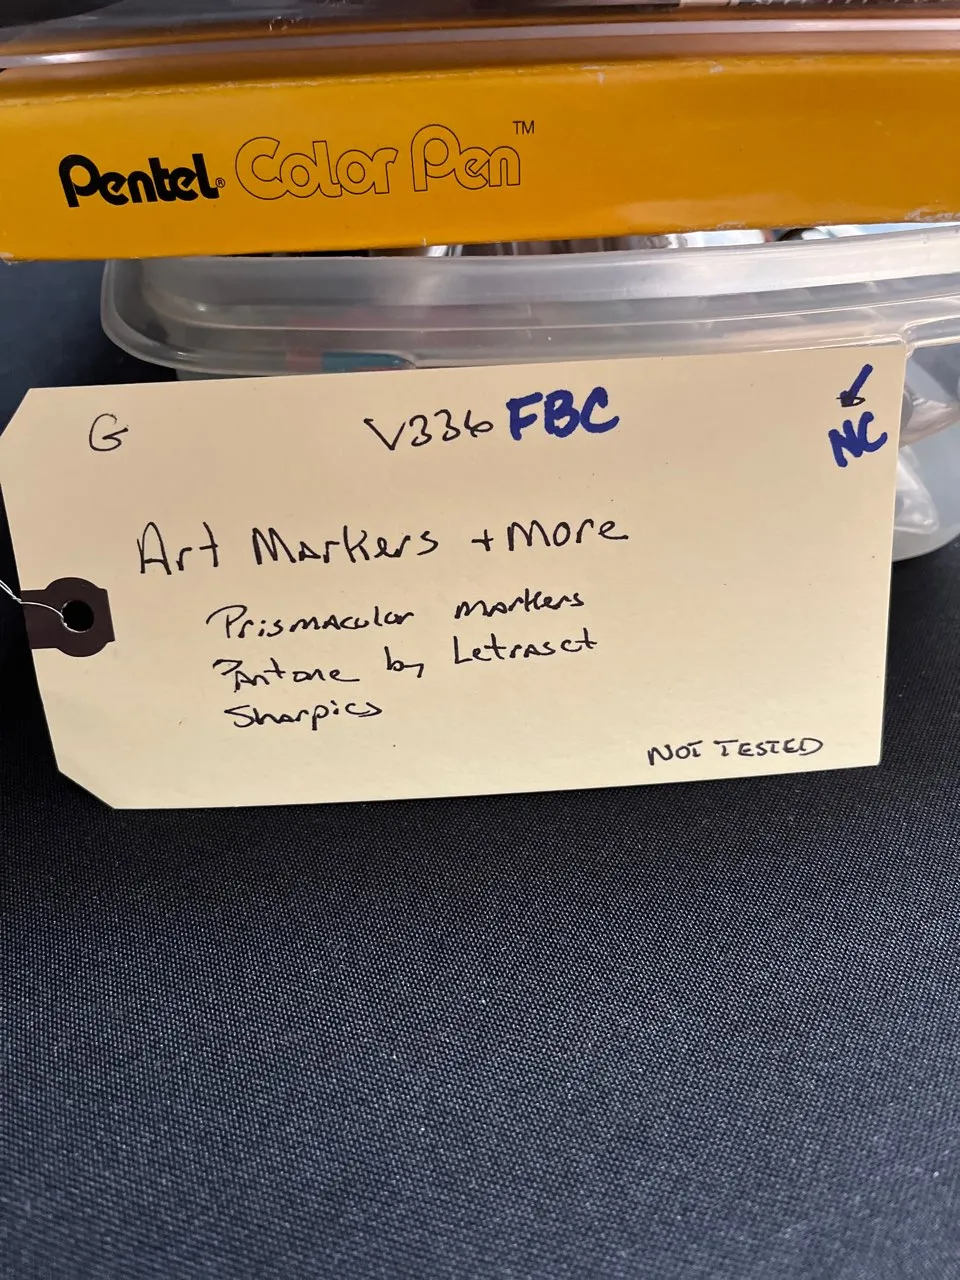 Pentel® Color Pen™
G V336 FBC
NC
Art Markers + More
Prismacolor markers
Pantone by Letraset
Sharpies
NOT TESTED